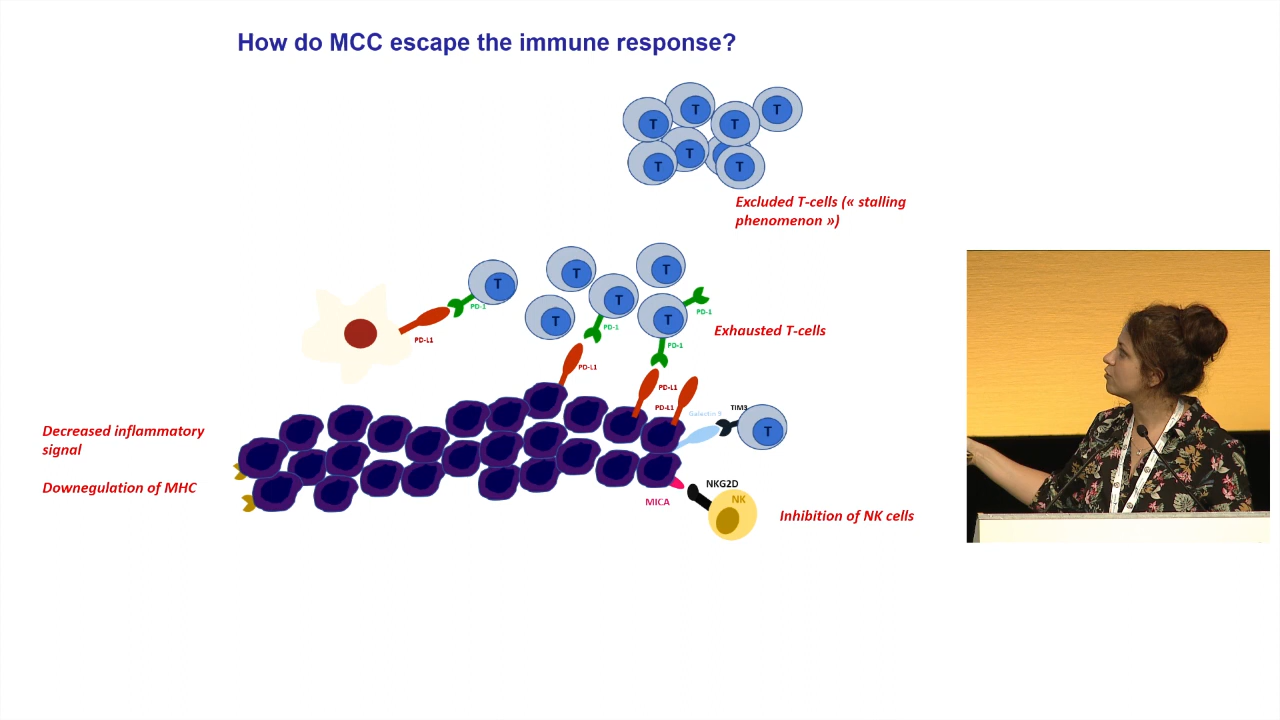 How do MCC escape the immune response?
T
T
T
T
T
T
T
T
Excluded T-cells (« stalling
phenomenon »)
T
T
T
T
T
T
PD-1
PD-1
PD-1
PD-1
PD-L1
Exhausted T-cells
PD-L1
PD-L1
PD-L1
Galectin 9
TIM3
T
Decreased inflammatory
signal
Downegulation of MHC
MICA
NKG2D
NK
Inhibition of NK cells